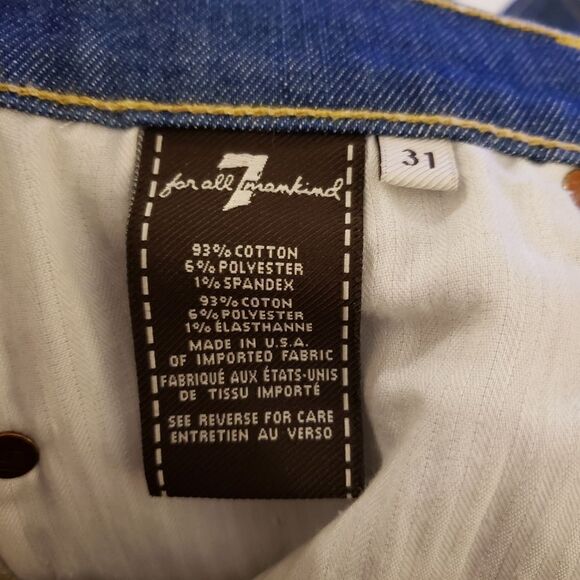 for all 7 mankind
31
93% COTTON
6% POLYESTER
1% SPANDEX
93% COTON
6% POLYESTER
1% ÉLASTHANNE
MADE IN U.S.A.
OF IMPORTED FABRIC
FABRIQUÉ AUX ÉTATS-UNIS
DE TISSU IMPORTÉ
SEE REVERSE FOR CARE
ENTRETIEN AU VERSO